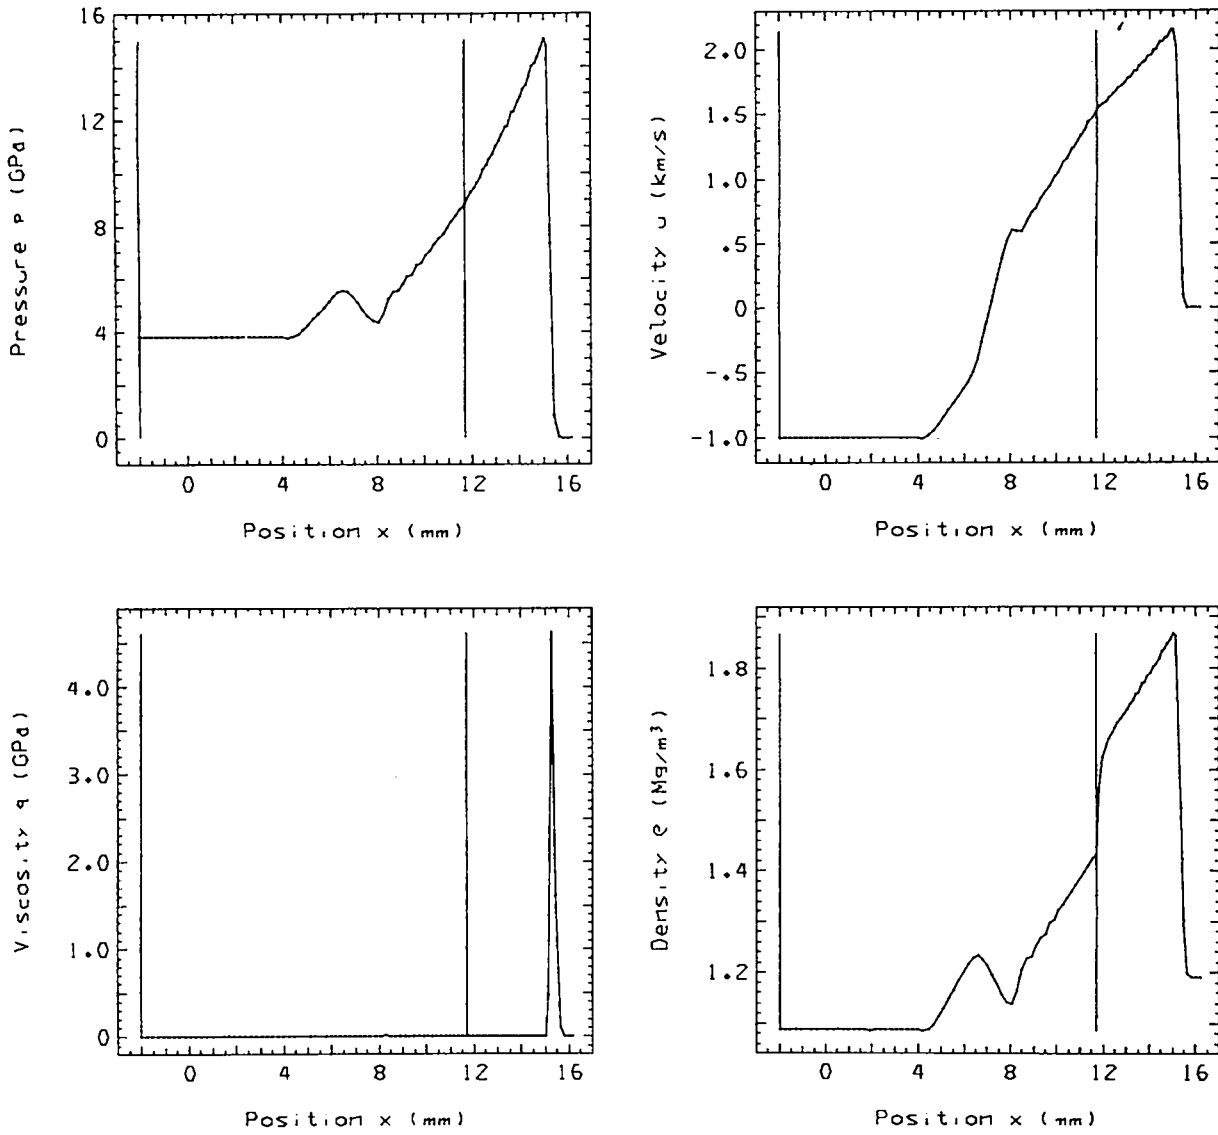 16
12
8
4
0
Pressure p (GPa)
0 4 8 12 16
Position x (mm)
2.0
1.5
1.0
.5
0
-.5
-1.0
Velocity u (km/s)
0 4 8 12 16
Position x (mm)
4.0
3.0
2.0
1.0
0
Viscosity q (GPa)
0 4 8 12 16
Position x (mm)
1.8
1.6
1.4
1.2
Density ρ (Mg/m³)
0 4 8 12 16
Position x (mm)